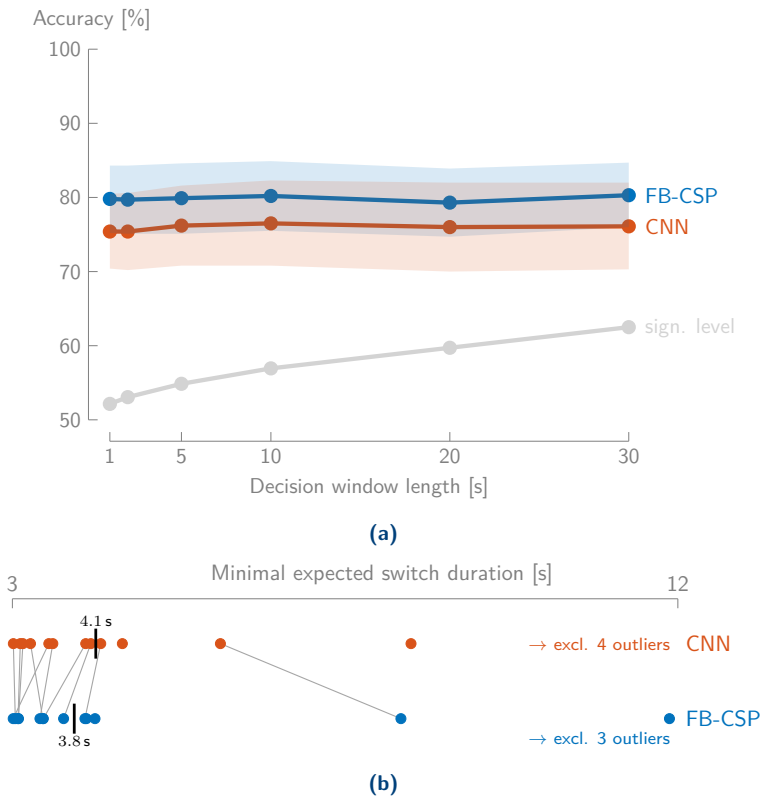 Accuracy [%]
100
90
80
70
60
50
FB-CSP
CNN
sign. level
1 5 10 20 30
Decision window length [s]
(a)
Minimal expected switch duration [s]
3 12
4.1 s
→ excl. 4 outliers CNN
FB-CSP
3.8 s
→ excl. 3 outliers
(b)